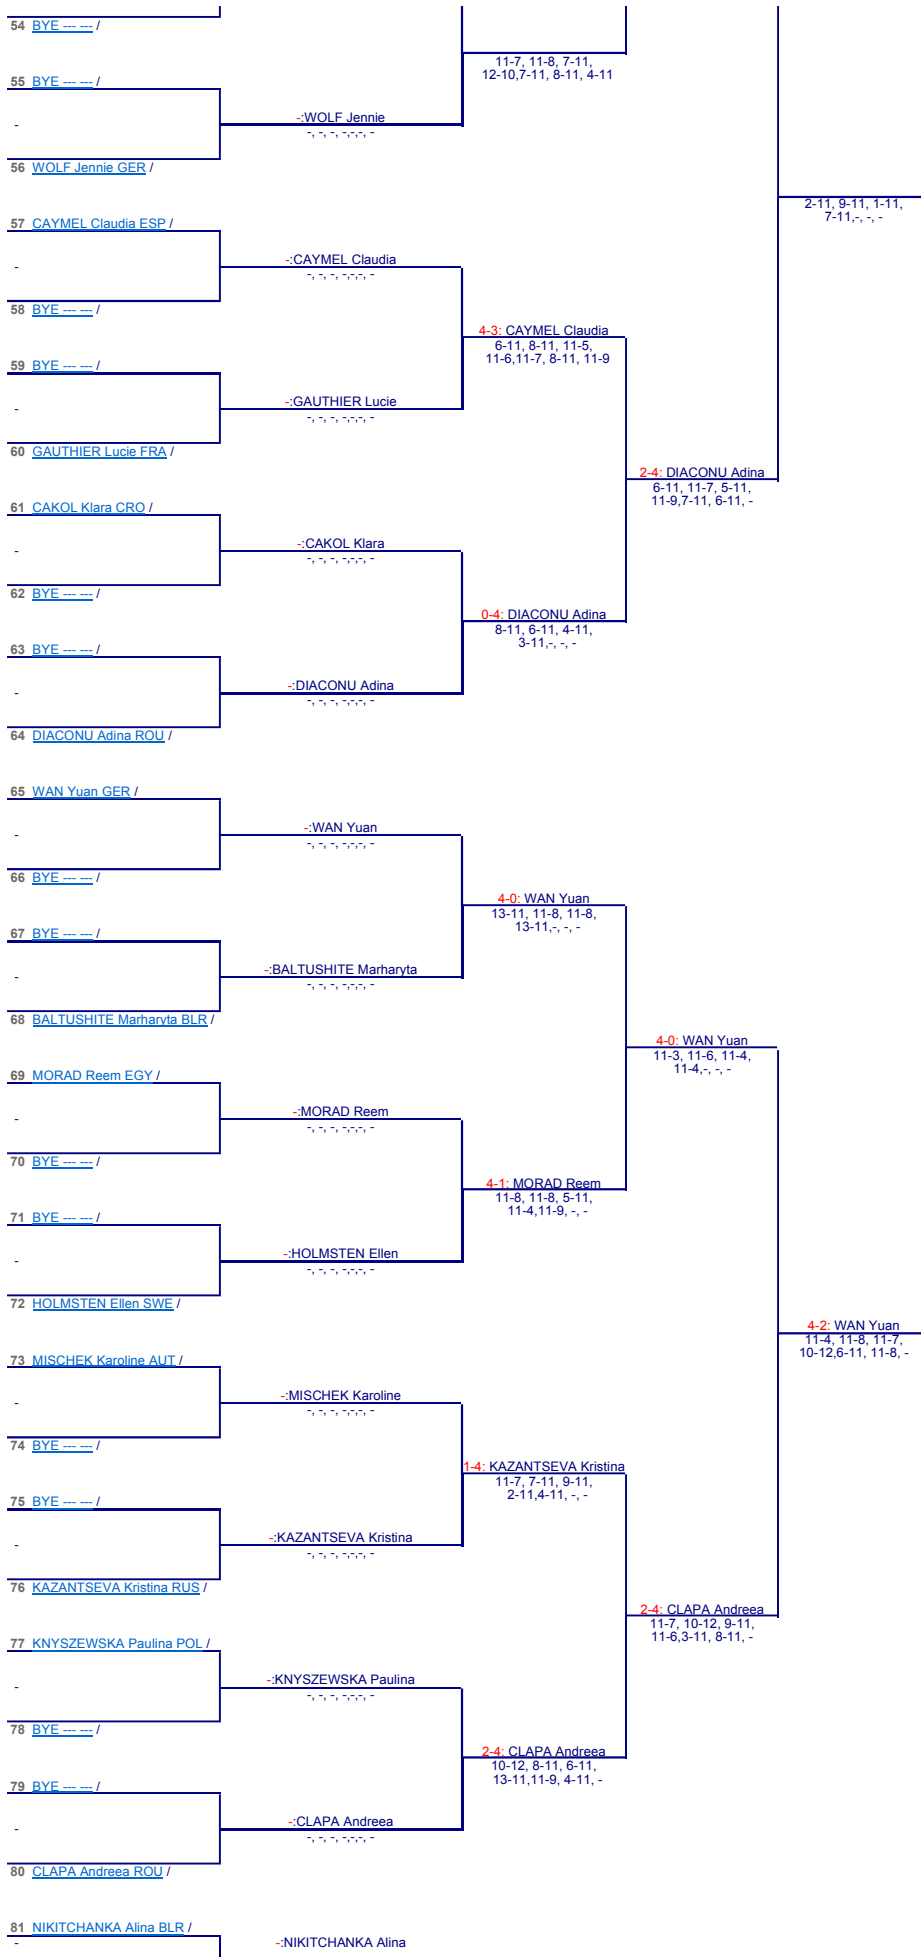 54 BYE --- --- /
11-7, 11-8, 7-11,
12-10,7-11, 8-11, 4-11
55 BYE --- --- /
-
-:WOLF Jennie
-, -, -, -,-,-, -
56 WOLF Jennie GER /
2-11, 9-11, 1-11,
7-11,-, -, -
57 CAYMEL Claudia ESP /
-
-:CAYMEL Claudia
-, -, -, -,-,-, -
58 BYE --- --- /
4-3: CAYMEL Claudia
6-11, 8-11, 11-5,
11-6,11-7, 8-11, 11-9
59 BYE --- --- /
-
-:GAUTHIER Lucie
-, -, -, -,-,-, -
60 GAUTHIER Lucie FRA /
2-4: DIACONU Adina
6-11, 11-7, 5-11,
11-9,7-11, 6-11, -
61 CAKOL Klara CRO /
-
-:CAKOL Klara
-, -, -, -,-,-, -
62 BYE --- --- /
0-4: DIACONU Adina
8-11, 6-11, 4-11,
3-11,-, -, -
63 BYE --- --- /
-
-:DIACONU Adina
-, -, -, -,-,-, -
64 DIACONU Adina ROU /
65 WAN Yuan GER /
-
-:WAN Yuan
-, -, -, -,-,-, -
66 BYE --- --- /
4-0: WAN Yuan
13-11, 11-8, 11-8,
13-11,-, -, -
67 BYE --- --- /
-
-:BALTUSHITE Marharyta
-, -, -, -,-,-, -
68 BALTUSHITE Marharyta BLR /
4-0: WAN Yuan
11-3, 11-6, 11-4,
11-4,-, -, -
69 MORAD Reem EGY /
-
-:MORAD Reem
-, -, -, -,-,-, -
70 BYE --- --- /
4-1: MORAD Reem
11-8, 11-8, 5-11,
11-4,11-9, -, -
71 BYE --- --- /
-
-:HOLMSTEN Ellen
-, -, -, -,-,-, -
72 HOLMSTEN Ellen SWE /
4-2: WAN Yuan
11-4, 11-8, 11-7,
10-12,6-11, 11-8, -
73 MISCHEK Karoline AUT /
-
-:MISCHEK Karoline
-, -, -, -,-,-, -
74 BYE --- --- /
1-4: KAZANTSEVA Kristina
11-7, 7-11, 9-11,
2-11,4-11, -, -
75 BYE --- --- /
-
-:KAZANTSEVA Kristina
-, -, -, -,-,-, -
76 KAZANTSEVA Kristina RUS /
2-4: CLAPA Andreea
11-7, 10-12, 9-11,
11-6,3-11, 8-11, -
77 KNYSZEWSKA Paulina POL /
-
-:KNYSZEWSKA Paulina
-, -, -, -,-,-, -
78 BYE --- --- /
2-4: CLAPA Andreea
10-12, 8-11, 6-11,
13-11,11-9, 4-11, -
79 BYE --- --- /
-
-:CLAPA Andreea
-, -, -, -,-,-, -
80 CLAPA Andreea ROU /
81 NIKITCHANKA Alina BLR /
-
-:NIKITCHANKA Alina